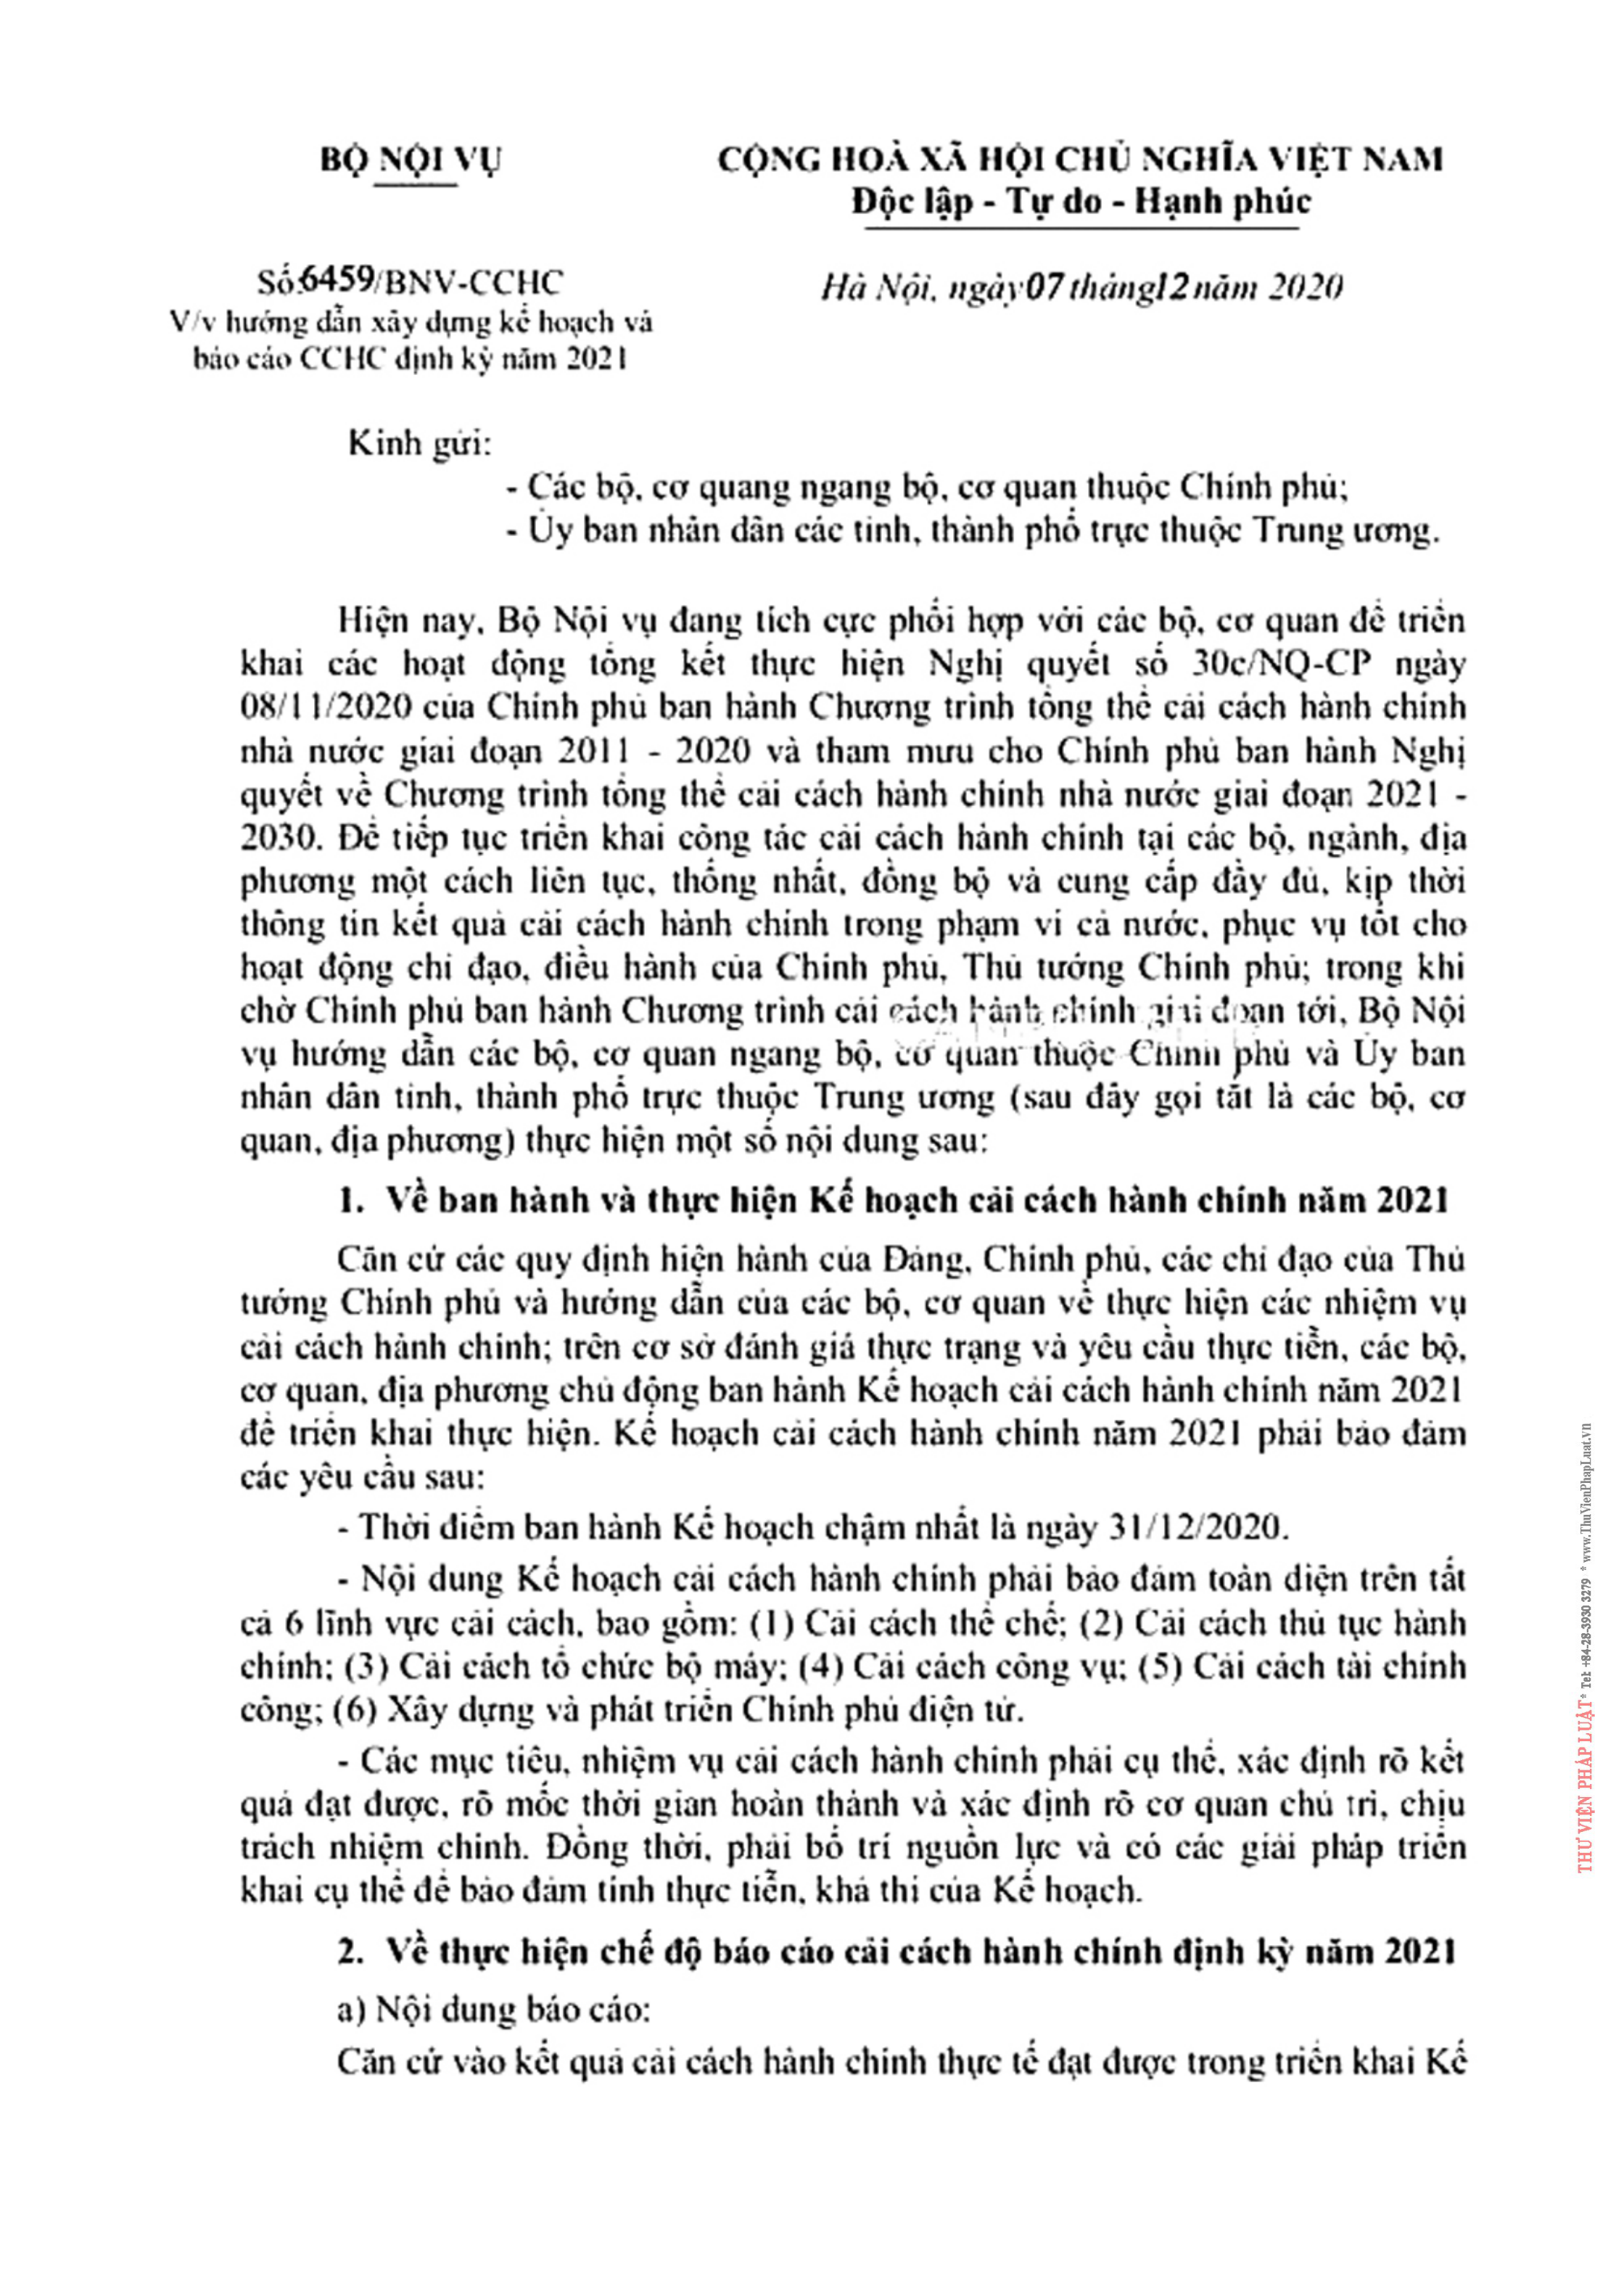 BỘ NỘI VỤ
CỘNG HOÀ XÃ HỘI CHỦ NGHĨA VIỆT NAM
Độc lập - Tự do - Hạnh phúc
Số:6459/BNV-CCHC
Hà Nội, ngày 07 tháng 12 năm 2020
V/v hướng dẫn xây dựng kế hoạch và
báo cáo CCHC định kỳ năm 2021
Kính gửi:
- Các bộ, cơ quang ngang bộ, cơ quan thuộc Chính phủ;
- Ủy ban nhân dân các tỉnh, thành phố trực thuộc Trung ương.
Hiện nay, Bộ Nội vụ đang tích cực phối hợp với các bộ, cơ quan để triển
khai các hoạt động tổng kết thực hiện Nghị quyết số 30c/NQ-CP ngày
08/11/2020 của Chính phủ ban hành Chương trình tổng thể cải cách hành chính
nhà nước giai đoạn 2011 - 2020 và tham mưu cho Chính phủ ban hành Nghị
quyết về Chương trình tổng thể cải cách hành chính nhà nước giai đoạn 2021 -
2030. Để tiếp tục triển khai công tác cải cách hành chính tại các bộ, ngành, địa
phương một cách liên tục, thống nhất, đồng bộ và cung cấp đầy đủ, kịp thời
thông tin kết quả cải cách hành chính trong phạm vi cả nước, phục vụ tốt cho
hoạt động chỉ đạo, điều hành của Chính phủ, Thủ tướng Chính phủ; trong khi
chờ Chính phủ ban hành Chương trình cải cách hành chính giai đoạn tới, Bộ Nội
vụ hướng dẫn các bộ, cơ quan ngang bộ, cơ quan thuộc Chính phủ và Ủy ban
nhân dân tỉnh, thành phố trực thuộc Trung ương (sau đây gọi tắt là các bộ, cơ
quan, địa phương) thực hiện một số nội dung sau:
1. Về ban hành và thực hiện Kế hoạch cải cách hành chính năm 2021
Căn cứ các quy định hiện hành của Đảng, Chính phủ, các chỉ đạo của Thủ
tướng Chính phủ và hướng dẫn của các bộ, cơ quan về thực hiện các nhiệm vụ
cải cách hành chính; trên cơ sở đánh giá thực trạng và yêu cầu thực tiễn, các bộ,
cơ quan, địa phương chủ động ban hành Kế hoạch cải cách hành chính năm 2021
để triển khai thực hiện. Kế hoạch cải cách hành chính năm 2021 phải bảo đảm
các yêu cầu sau:
- Thời điểm ban hành Kế hoạch chậm nhất là ngày 31/12/2020.
- Nội dung Kế hoạch cải cách hành chính phải bảo đảm toàn diện trên tất
cả 6 lĩnh vực cải cách, bao gồm: (1) Cải cách thể chế; (2) Cải cách thủ tục hành
chính; (3) Cải cách tổ chức bộ máy; (4) Cải cách công vụ; (5) Cải cách tài chính
công; (6) Xây dựng và phát triển Chính phủ điện tử.
- Các mục tiêu, nhiệm vụ cải cách hành chính phải cụ thể, xác định rõ kết
quả đạt được, rõ mốc thời gian hoàn thành và xác định rõ cơ quan chủ trì, chịu
trách nhiệm chính. Đồng thời, phải bố trí nguồn lực và có các giải pháp triển
khai cụ thể để bảo đảm tính thực tiễn, khả thi của Kế hoạch.
2. Về thực hiện chế độ báo cáo cải cách hành chính định kỳ năm 2021
a) Nội dung báo cáo:
Căn cứ vào kết quả cải cách hành chính thực tế đạt được trong triển khai Kế
THƯ VIỆN PHÁP LUẬT * Tel: +84-28-3930 3279 * www.ThuVienPhapLuat.vn